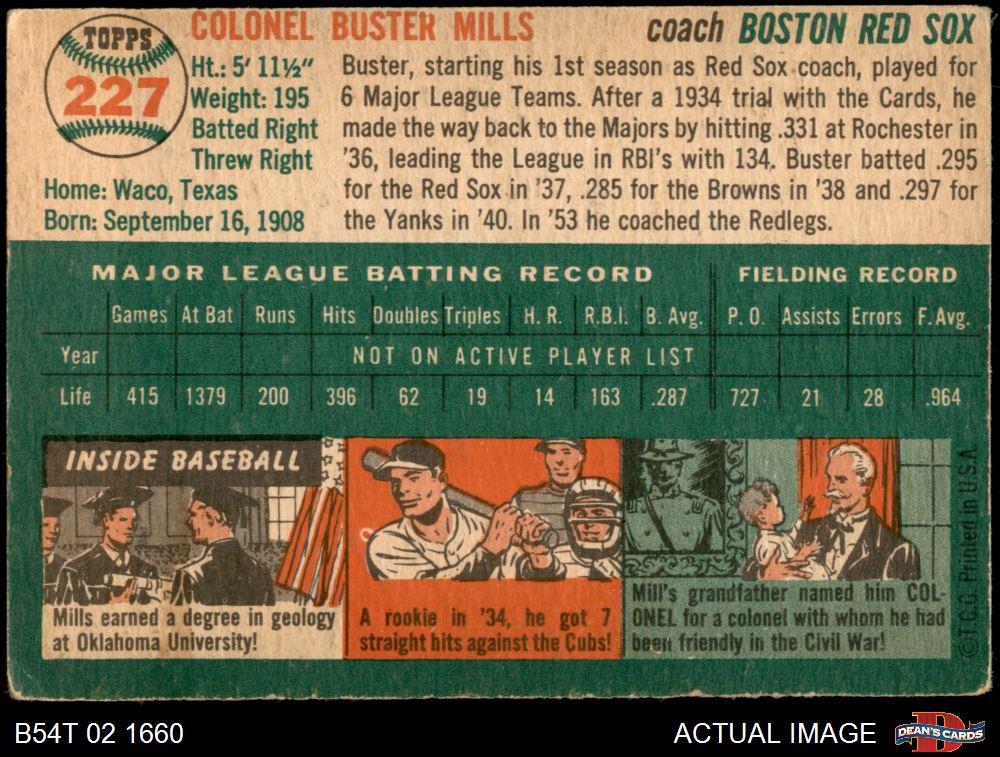 TOPPS
227
COLONEL BUSTER MILLS
coach BOSTON RED SOX
Ht.: 5' 11½"
Weight: 195
Batted Right
Threw Right
Home: Waco, Texas
Born: September 16, 1908
Buster, starting his 1st season as Red Sox coach, played for
6 Major League Teams. After a 1934 trial with the Cards, he
made the way back to the Majors by hitting .331 at Rochester in
'36, leading the League in RBI's with 134. Buster batted .295
for the Red Sox in '37, .285 for the Browns in '38 and .297 for
the Yanks in '40. In '53 he coached the Redlegs.
MAJOR LEAGUE BATTING RECORD FIELDING RECORD
Games At Bat Runs Hits Doubles Triples H. R. R.B.I. B. Avg. P. O. Assists Errors F. Avg.
Year NOT ON ACTIVE PLAYER LIST
Life 415 1379 200 396 62 19 14 163 .287 727 21 28 .964
INSIDE BASEBALL
Mills earned a degree in geology
at Oklahoma University!
A rookie in '34, he got 7
straight hits against the Cubs!
Mill's grandfather named him COL-
ONEL for a colonel with whom he had
been friendly in the Civil War!
©T.C.G. Printed in U.S.A.
B54T 02 1660
ACTUAL IMAGE
D
DEAN'S CARDS